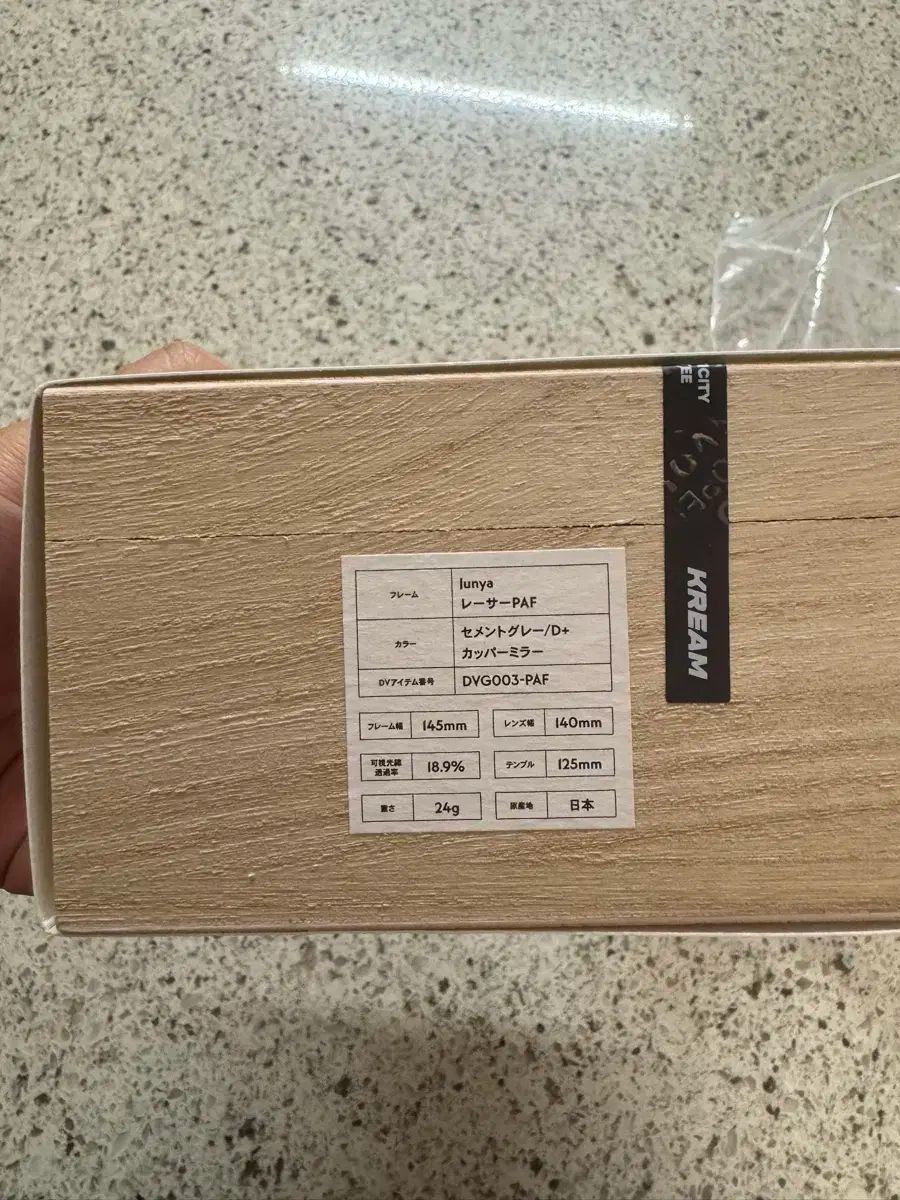 フレーム
Junya
レーサーPAF
カラー
セメントグレー/D+
カッパーミラー
DVアイテム番号
DVG003-PAF
フレーム幅
145mm
レンズ幅
140mm
可視光線
透過率
18.9%
テンプル
125mm
重さ
24g
原産地
日本
ICITY
EE
KREAM